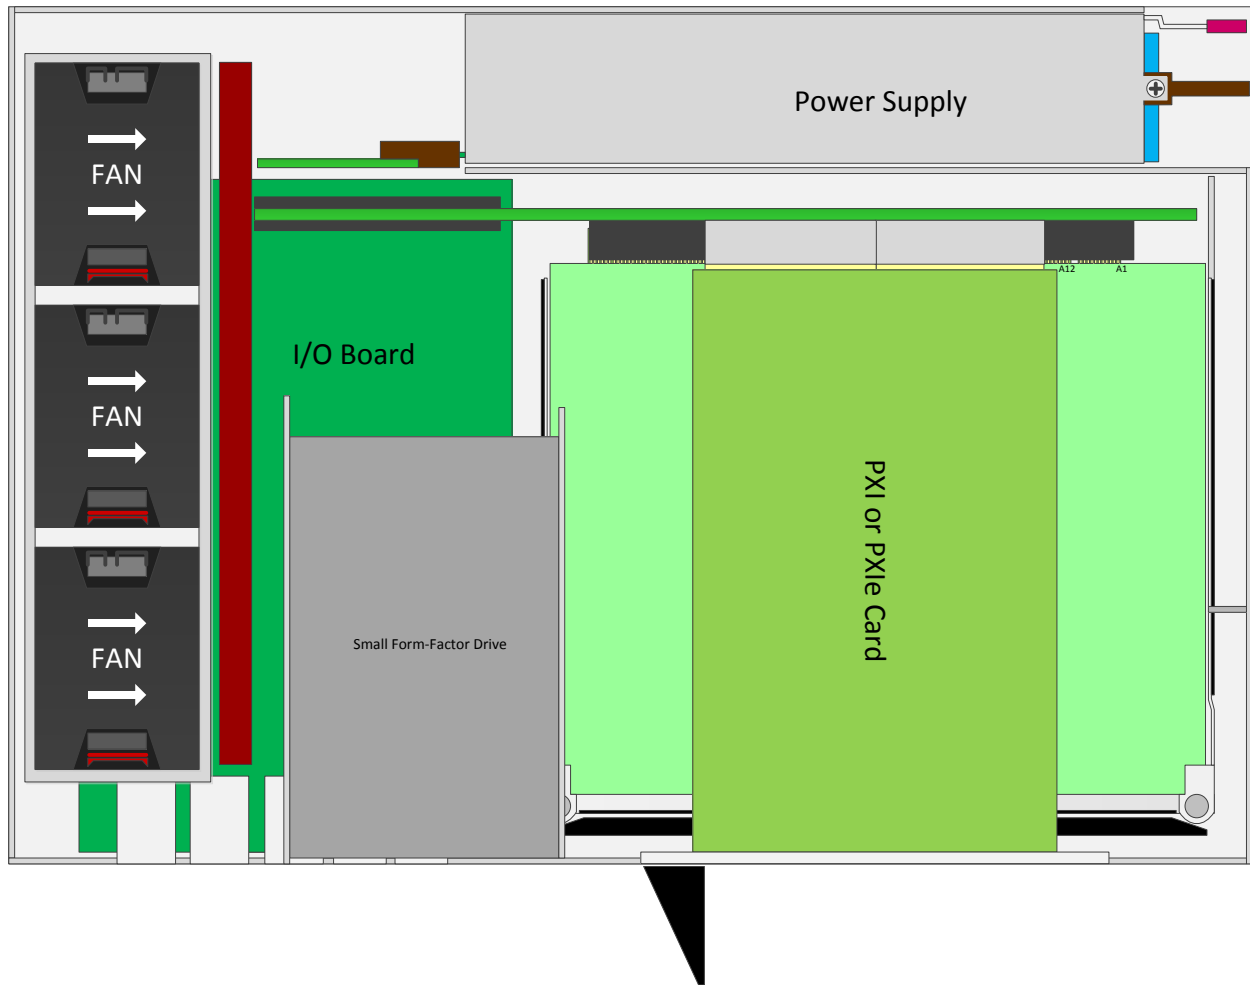 Power Supply
FAN
A12
A1
I/O Board
FAN
PXI or PXIe Card
Small Form-Factor Drive
FAN